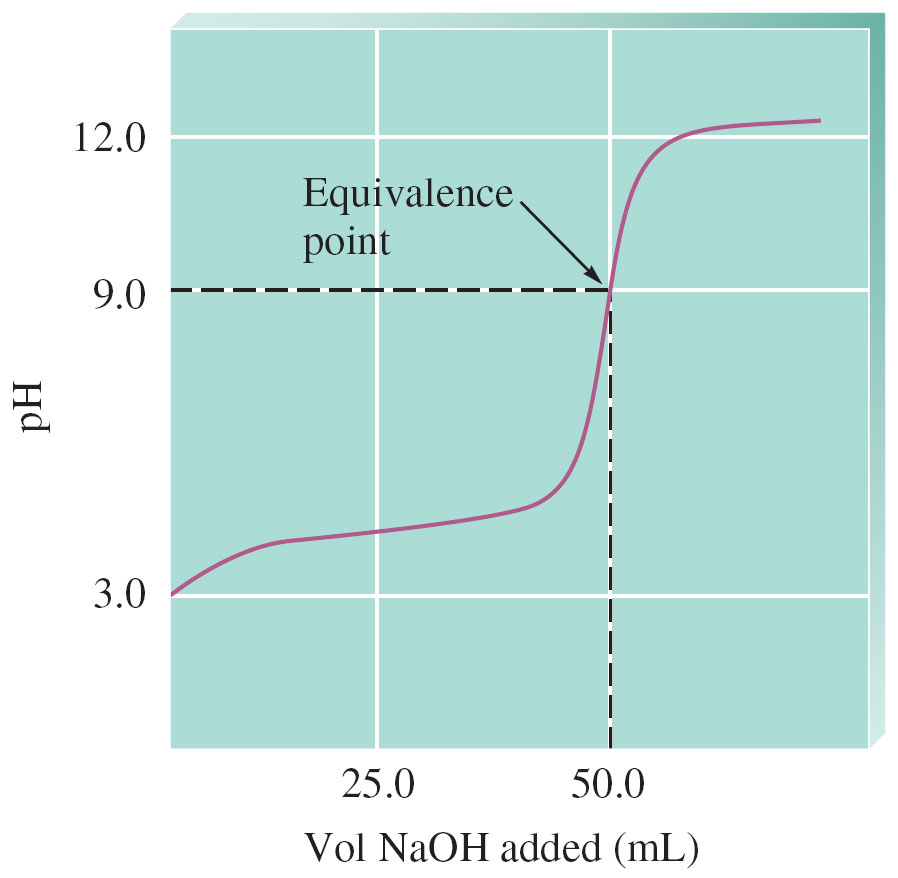 12.0
Equivalence
point
9.0
pH
3.0
25.0
50.0
Vol NaOH added (mL)